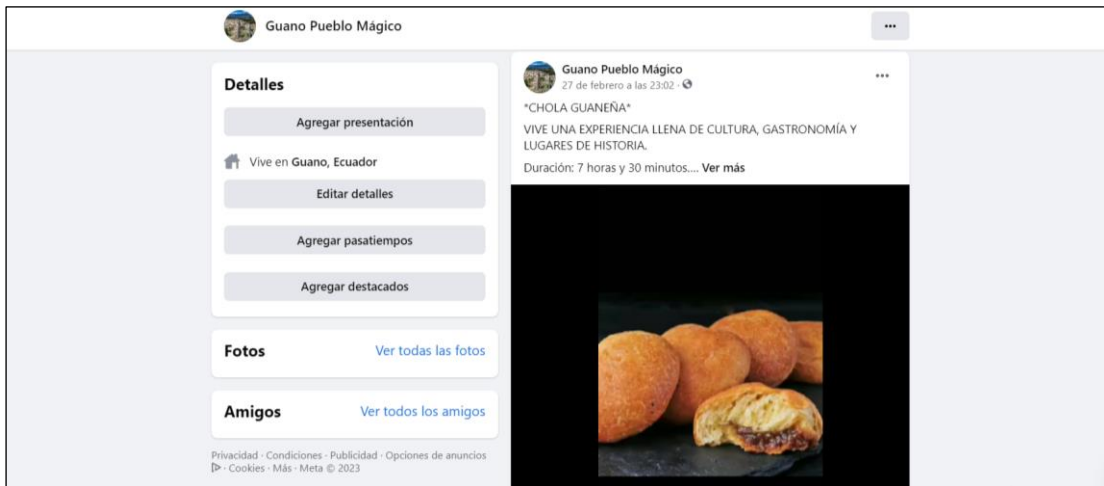 Guano Pueblo Mágico
Detalles
Agregar presentación
Vive en Guano, Ecuador
Editar detalles
Agregar pasatiempos
Agregar destacados
Fotos
Ver todas las fotos
Amigos
Ver todos los amigos
Privacidad · Condiciones · Publicidad · Opciones de anuncios
· Cookies · Más · Meta © 2023
Guano Pueblo Mágico
27 de febrero a las 23:02 ·
*CHOLA GUANEÑA*
VIVE UNA EXPERIENCIA LLENA DE CULTURA, GASTRONOMÍA Y
LUGARES DE HISTORIA.
Duración: 7 horas y 30 minutos.... Ver más